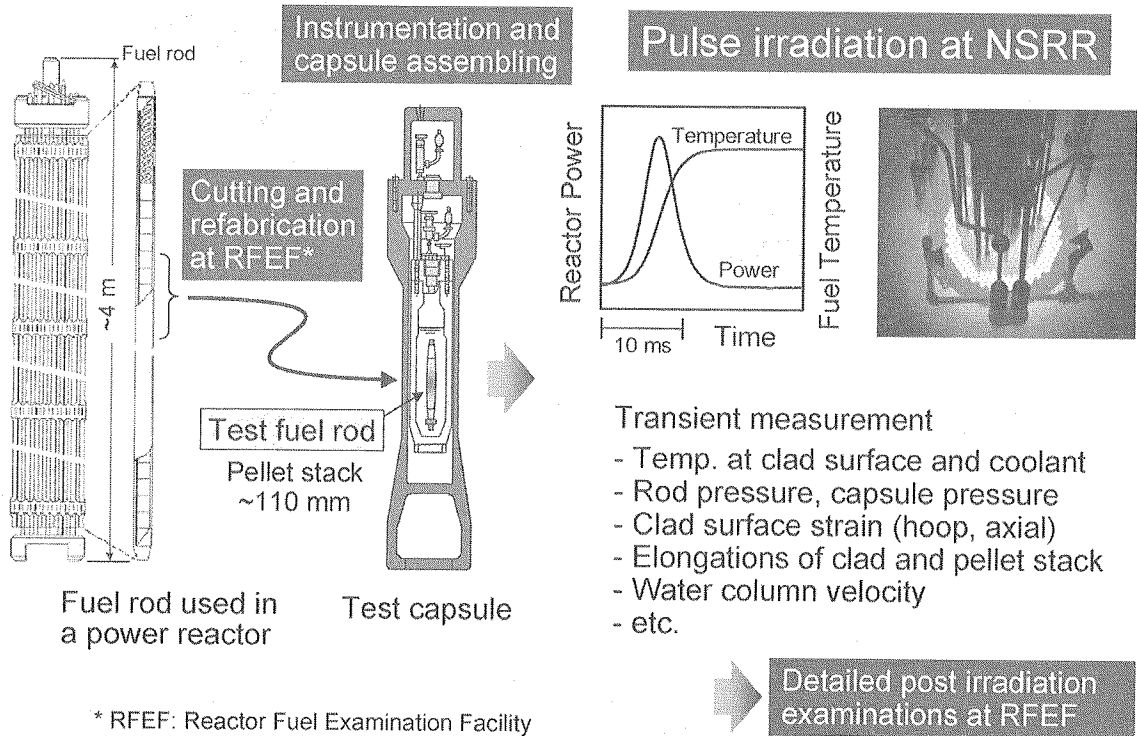 Fuel rod
~4 m
Fuel rod used in
a power reactor
Cutting and
refabrication
at RFEF*
Instrumentation and
capsule assembling
Test fuel rod
Pellet stack
~110 mm
Test capsule
Pulse irradiation at NSRR
Reactor Power
Temperature
Power
Fuel Temperature
10 ms
Time
Transient measurement
- Temp. at clad surface and coolant
- Rod pressure, capsule pressure
- Clad surface strain (hoop, axial)
- Elongations of clad and pellet stack
- Water column velocity
- etc.
Detailed post irradiation
examinations at RFEF
* RFEF: Reactor Fuel Examination Facility